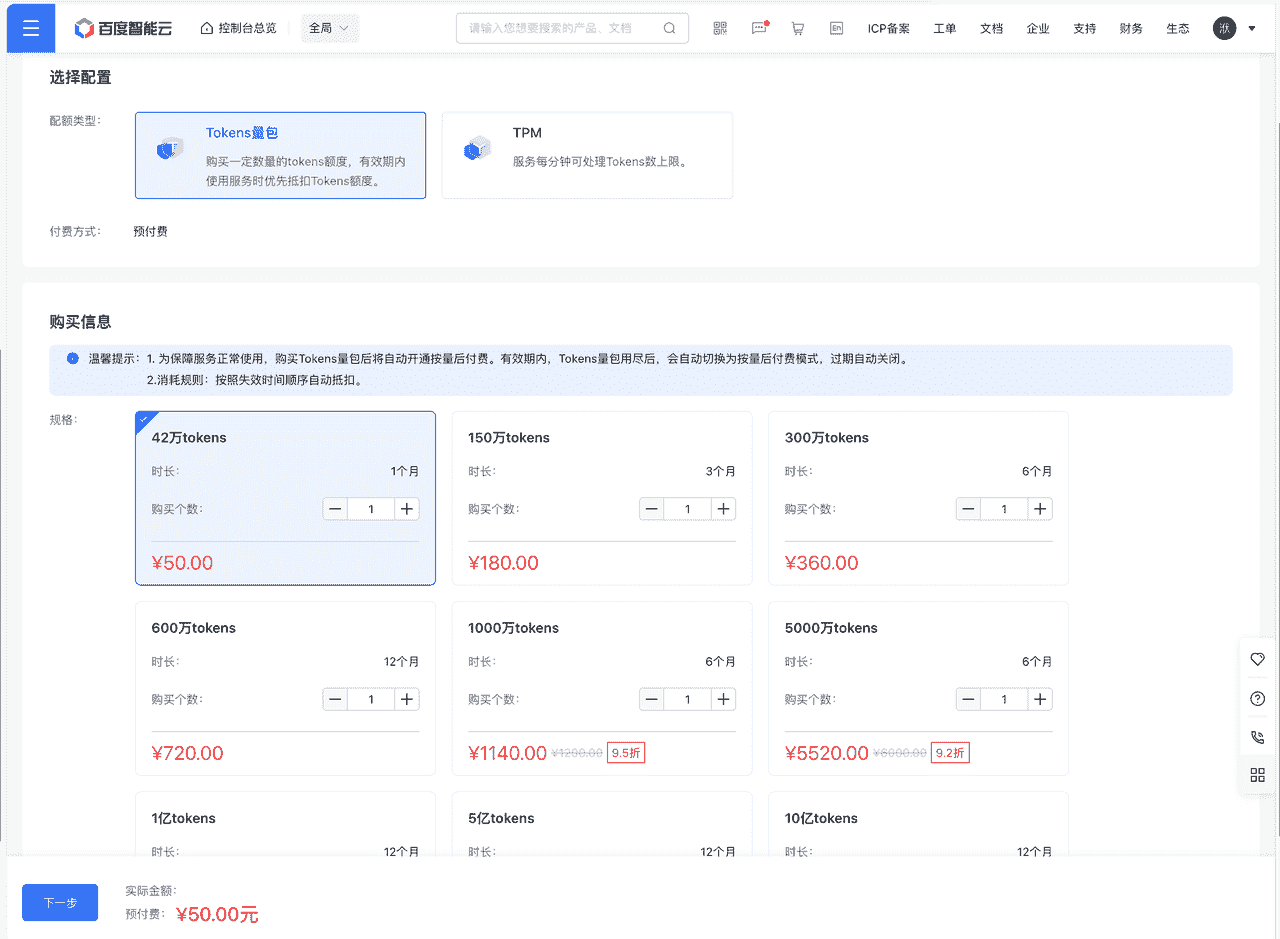 百度智能云 控制台总览 全局 请输入您想要搜索的产品、文档 EN ICP备案 工单 文档 企业 支持 财务 生态 濮
选择配置
配额类型：
Tokens量包
购买一定数量的tokens额度，有效期内
使用服务时优先抵扣Tokens额度。
TPM
服务每分钟可处理Tokens数上限。
付费方式： 预付费
购买信息
温馨提示：1. 为保障服务正常使用，购买Tokens量包后将自动开通按量后付费。有效期内，Tokens量包用尽后，会自动切换为按量后付费模式，过期自动关闭。
2.消耗规则：按照失效时间顺序自动抵扣。
规格：
42万tokens
时长： 1个月
购买个数： 1
¥50.00
150万tokens
时长： 3个月
购买个数： 1
¥180.00
300万tokens
时长： 6个月
购买个数： 1
¥360.00
600万tokens
时长： 12个月
购买个数： 1
¥720.00
1000万tokens
时长： 6个月
购买个数： 1
¥1140.00 ¥1200.00 9.5折
5000万tokens
时长： 6个月
购买个数： 1
¥5520.00 ¥6000.00 9.2折
1亿tokens
时长： 12个月
5亿tokens
时长： 12个月
10亿tokens
时长： 12个月
下一步
实际金额：
预付费： ¥50.00元